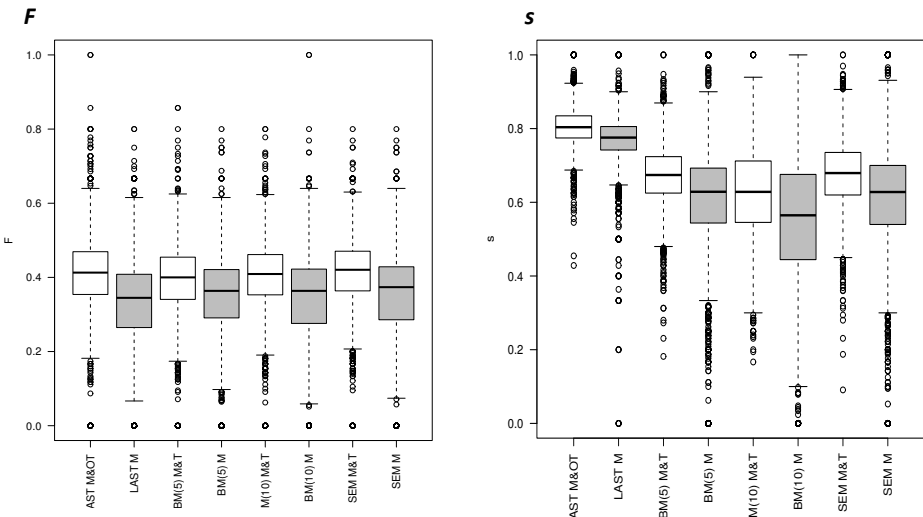 F
1.0
0.8
0.6
0.4
0.2
0.0
F
AST M&OT
LAST M
BM(5) M&T
BM(5) M
M(10) M&T
BM(10) M
SEM M&T
SEM M
s
1.0
0.8
0.6
0.4
0.2
0.0
s
AST M&OT
LAST M
BM(5) M&T
BM(5) M
M(10) M&T
BM(10) M
SEM M&T
SEM M